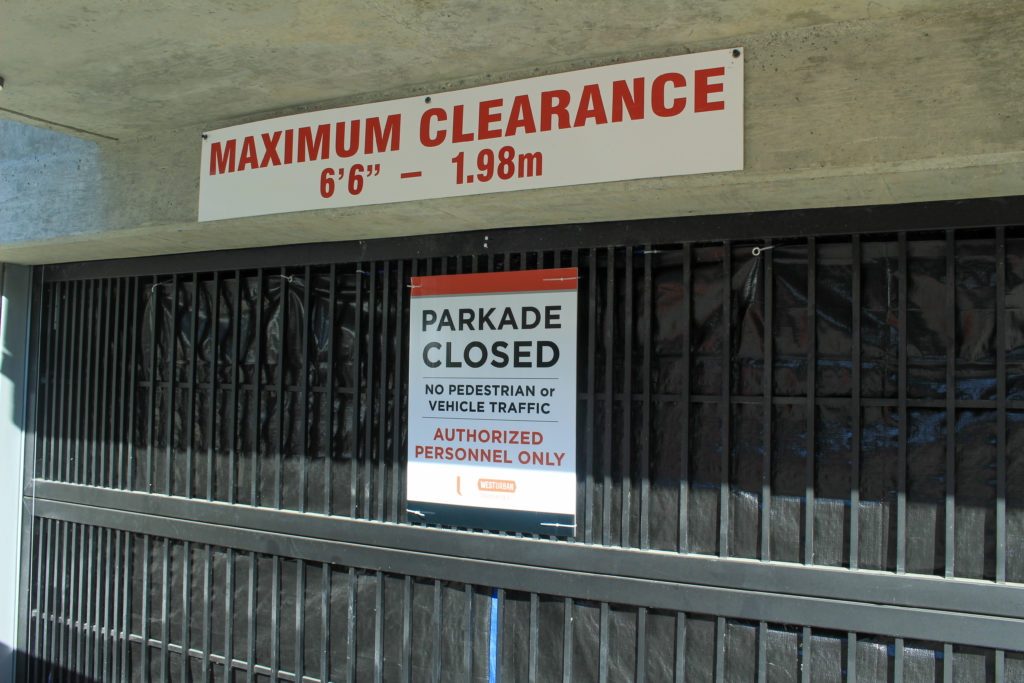 MAXIMUM CLEARANCE
6'6" – 1.98m
PARKADE
CLOSED
NO PEDESTRIAN or
VEHICLE TRAFFIC
AUTHORIZED
PERSONNEL ONLY
WESTURBAN